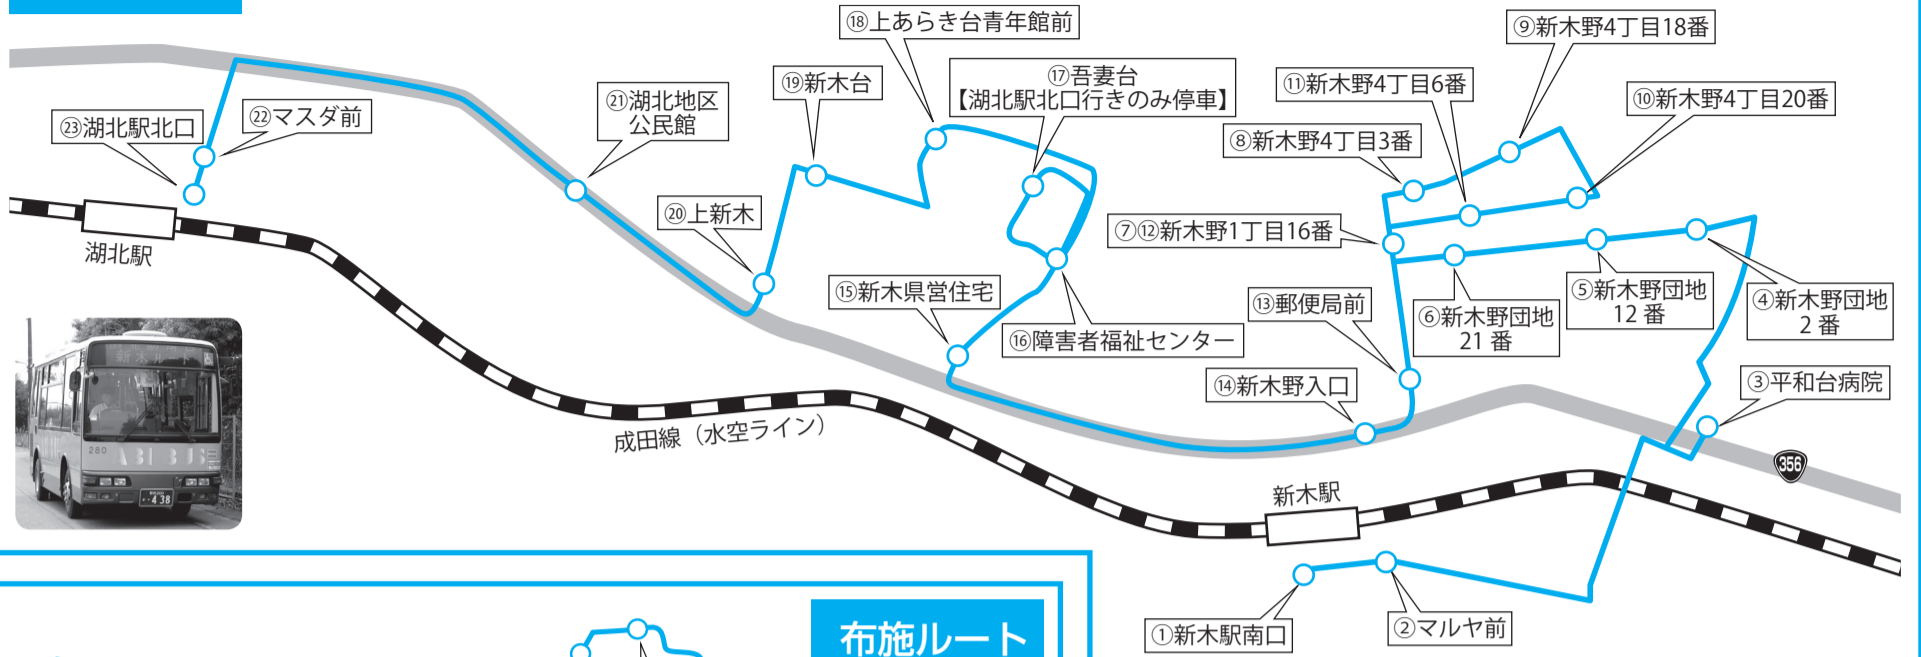 ⑱上あらき台青年館前
⑨新木野4丁目18番
⑰吾妻台
【湖北駅北口行きのみ停車】
⑲新木台
⑪新木野4丁目6番
⑩新木野4丁目20番
㉑湖北地区
公民館
㉒マスダ前
㉓湖北駅北口
⑧新木野4丁目3番
⑳上新木
⑦⑫新木野1丁目16番
湖北駅
⑮新木県営住宅
⑬郵便局前
⑥新木野団地
21 番
⑤新木野団地
12 番
④新木野団地
2 番
⑯障害者福祉センター
⑭新木野入口
③平和台病院
成田線（水空ライン）
356
新木駅
280
ABI BUS
438
①新木駅南口
②マルヤ前
布施ルート